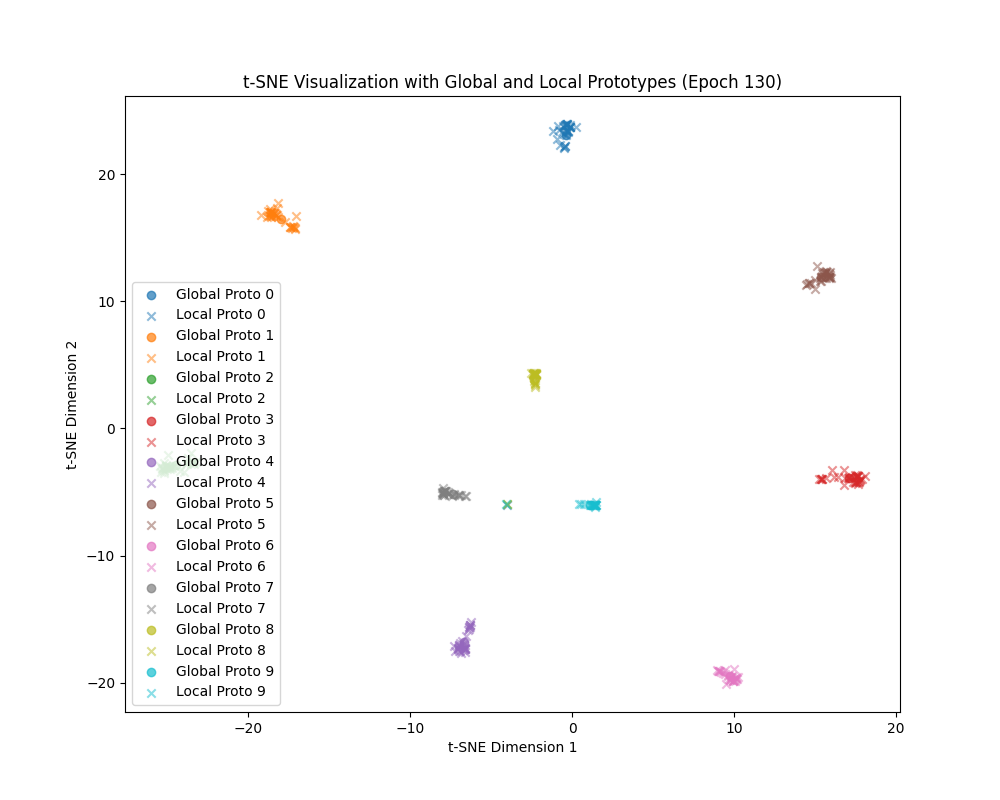 t-SNE Visualization with Global and Local Prototypes (Epoch 130)
t-SNE Dimension 2
20
10
0
−10
−20
Global Proto 0
Local Proto 0
Global Proto 1
Local Proto 1
Global Proto 2
Local Proto 2
Global Proto 3
Local Proto 3
Global Proto 4
Local Proto 4
Global Proto 5
Local Proto 5
Global Proto 6
Local Proto 6
Global Proto 7
Local Proto 7
Global Proto 8
Local Proto 8
Global Proto 9
Local Proto 9
−20 −10 0 10 20
t-SNE Dimension 1